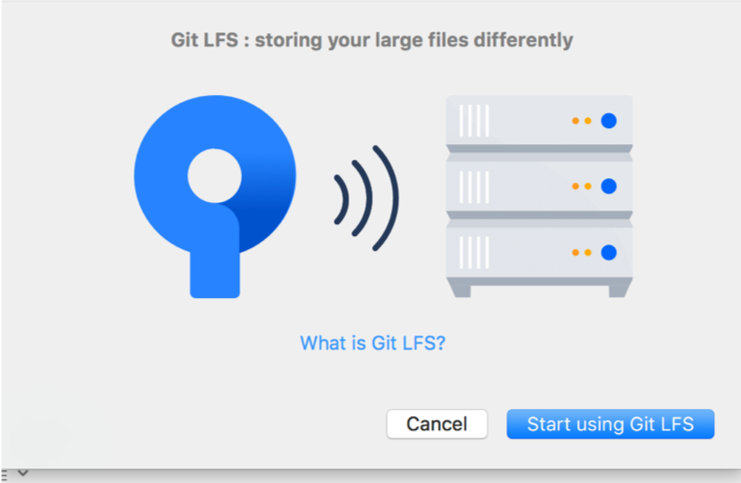 Git LFS : storing your large files differently
What is Git LFS?
Cancel
Start using Git LFS